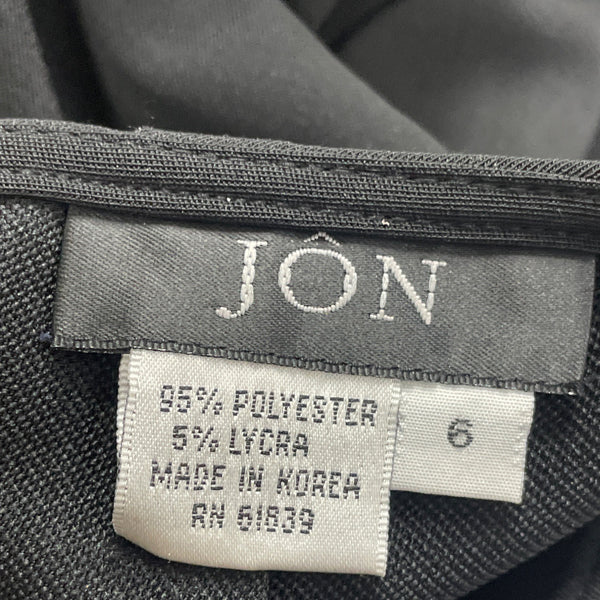 JÔN
95% POLYESTER
5% LYCRA
MADE IN KOREA
RN 61839
6